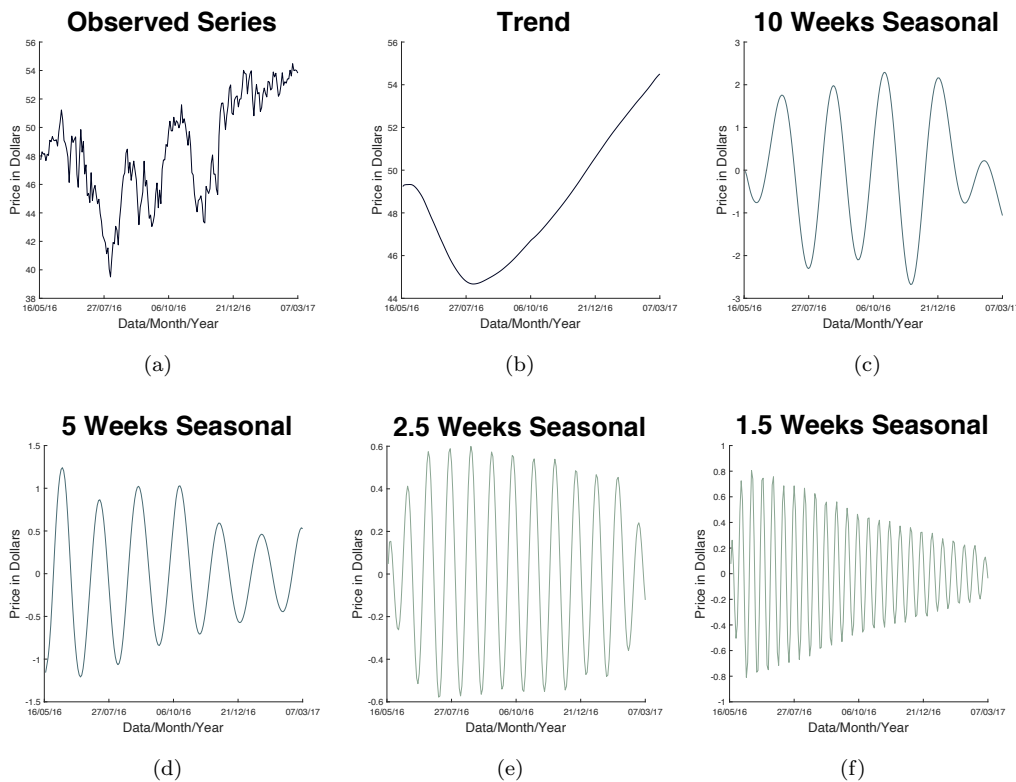 Observed Series
Price in Dollars
56
54
52
50
48
46
44
42
40
38
16/05/16 27/07/16 06/10/16 21/12/16 07/03/17
Data/Month/Year
(a)
Trend
Price in Dollars
56
54
52
50
48
46
44
16/05/16 27/07/16 06/10/16 21/12/16 07/03/17
Data/Month/Year
(b)
10 Weeks Seasonal
Price in Dollars
3
2
1
0
-1
-2
-3
16/05/16 27/07/16 06/10/16 21/12/16 07/03/17
Data/Month/Year
(c)
5 Weeks Seasonal
Price in Dollars
1.5
1
0.5
0
-0.5
-1
-1.5
16/05/16 27/07/16 06/10/16 21/12/16 07/03/17
Data/Month/Year
(d)
2.5 Weeks Seasonal
Price in Dollars
0.6
0.4
0.2
0
-0.2
-0.4
-0.6
16/05/16 27/07/16 06/10/16 21/12/16 07/03/17
Data/Month/Year
(e)
1.5 Weeks Seasonal
Price in Dollars
1
0.8
0.6
0.4
0.2
0
-0.2
-0.4
-0.6
-0.8
-1
16/05/16 27/07/16 06/10/16 21/12/16 07/03/17
Data/Month/Year
(f)